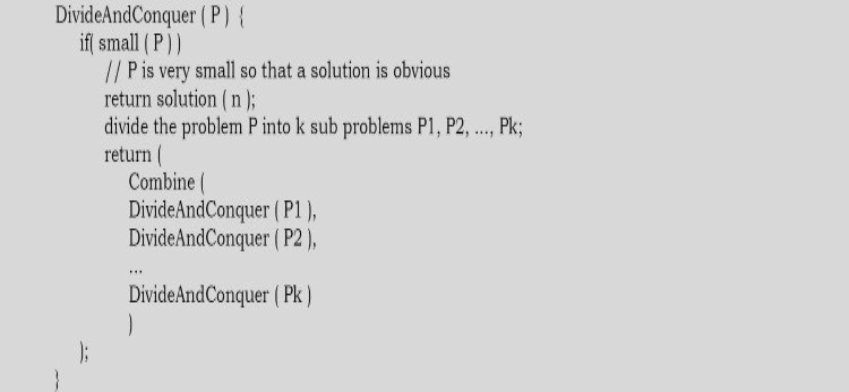 DivideAndConquer ( P ) {
if( small ( P ) )
// P is very small so that a solution is obvious
return solution ( n );
divide the problem P into k sub problems P1, P2, ..., Pk;
return (
Combine (
DivideAndConquer ( P1 ),
DivideAndConquer ( P2 ),
...
DivideAndConquer ( Pk )
)
);
}